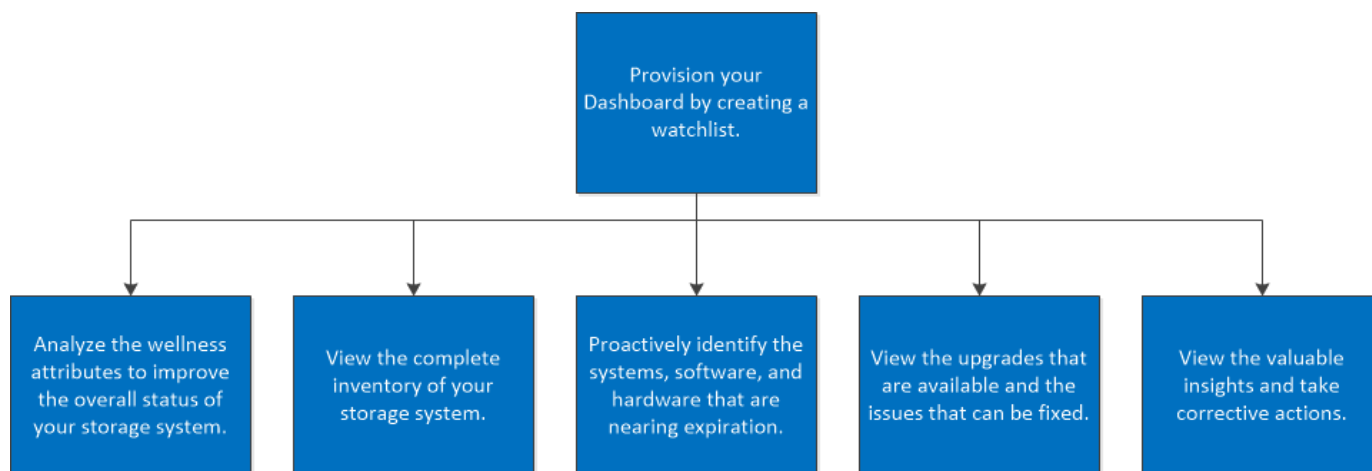 Provision your
Dashboard by creating a
watchlist.
Analyze the wellness
attributes to improve
the overall status of
your storage system.
View the complete
inventory of your
storage system.
Proactively identify the
systems, software, and
hardware that are
nearing expiration.
View the upgrades that
are available and the
issues that can be fixed.
View the valuable
insights and take
corrective actions.